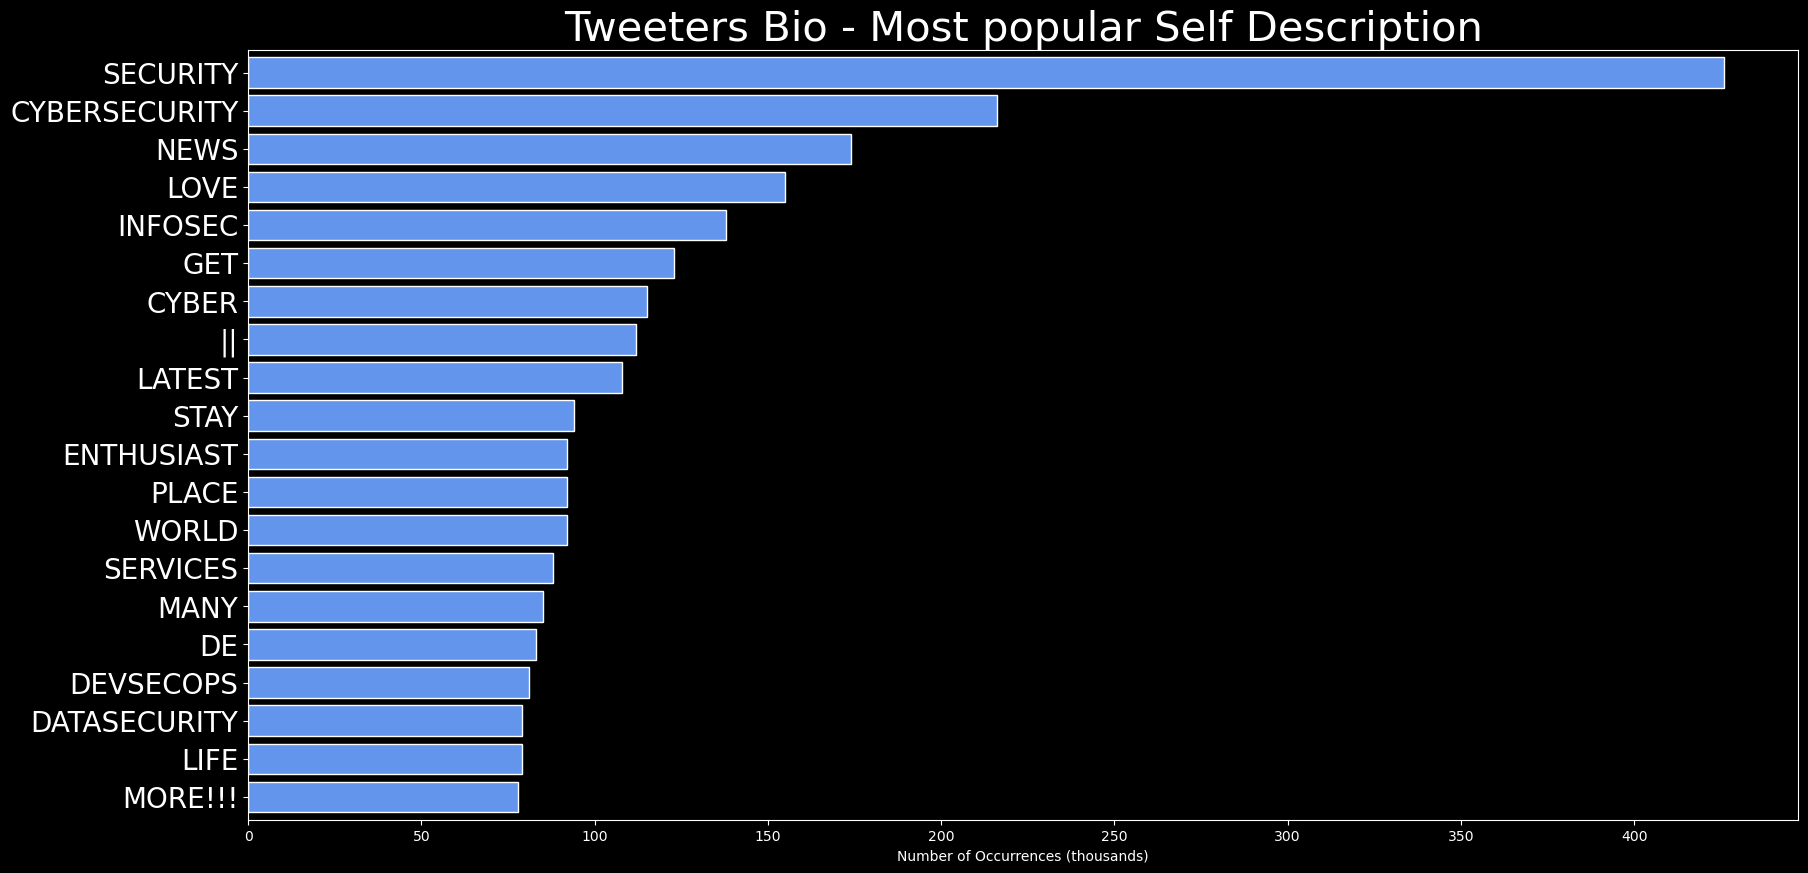 Tweeters Bio - Most popular Self Description
SECURITY
CYBERSECURITY
NEWS
LOVE
INFOSEC
GET
CYBER
||
LATEST
STAY
ENTHUSIAST
PLACE
WORLD
SERVICES
MANY
DE
DEVSECOPS
DATASECURITY
LIFE
MORE!!!
0 50 100 150 200 250 300 350 400
Number of Occurrences (thousands)